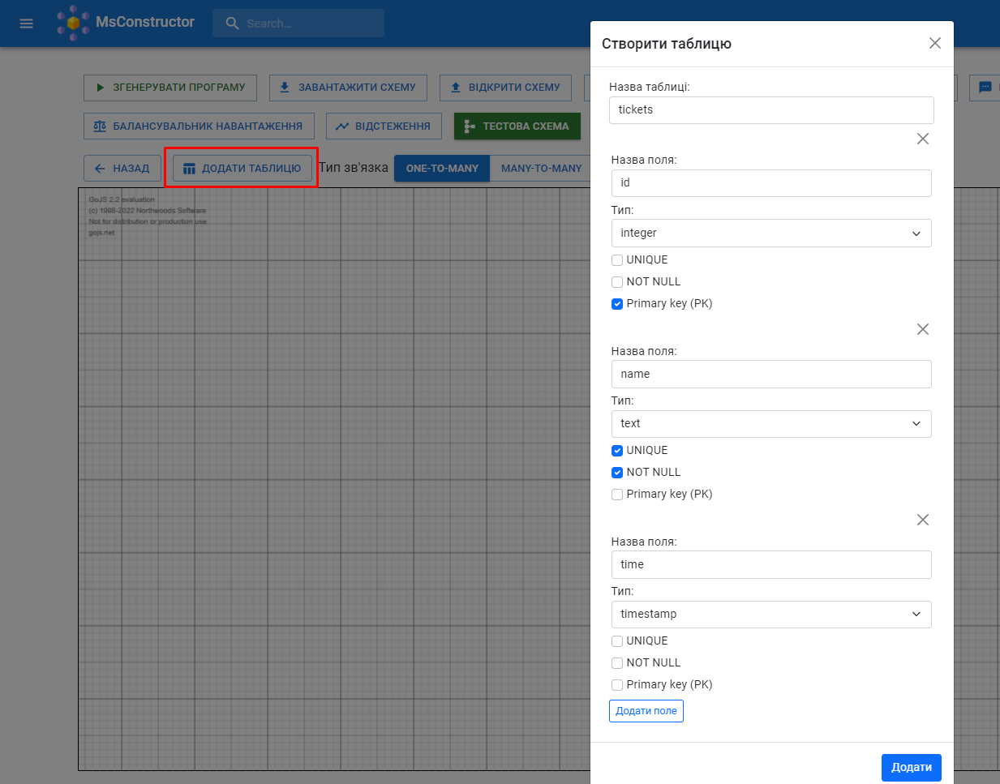 MsConstructor
Search...
ЗГЕНЕРУВАТИ ПРОГРАМУ
ЗАВАНТАЖИТИ СХЕМУ
ВІДКРИТИ СХЕМУ
БАЛАНСУВАЛЬНИК НАВАНТАЖЕННЯ
ВІДСТЕЖЕННЯ
ТЕСТОВА СХЕМА
НАЗАД
ДОДАТИ ТАБЛИЦЮ
Тип зв'язка
ONE-TO-MANY
MANY-TO-MANY
GoJS 2.2 evaluation
(c) 1998-2022 Northwoods Software
Not for distribution or production use
gojs.net
Створити таблицю
Назва таблиці:
tickets
Назва поля:
id
Тип:
integer
UNIQUE
NOT NULL
Primary key (PK)
Назва поля:
name
Тип:
text
UNIQUE
NOT NULL
Primary key (PK)
Назва поля:
time
Тип:
timestamp
UNIQUE
NOT NULL
Primary key (PK)
Додати поле
Додати